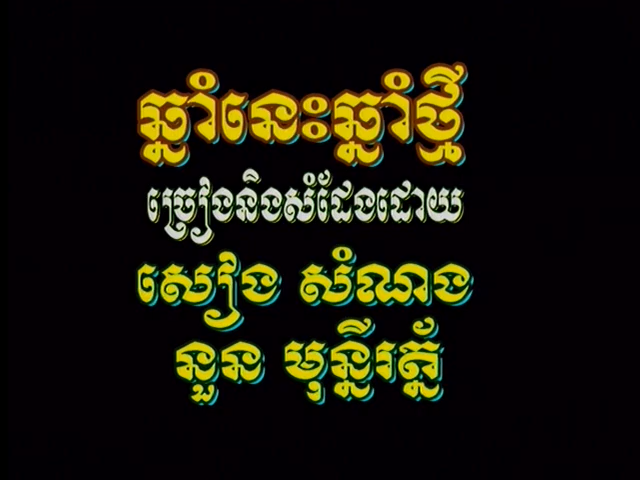 ឆ្នាំនេះឆ្នាំថ្មី
ច្រៀងនិងសំដែងដោយ
សៀង សំណង
នួន មុន្នីរត្ន័